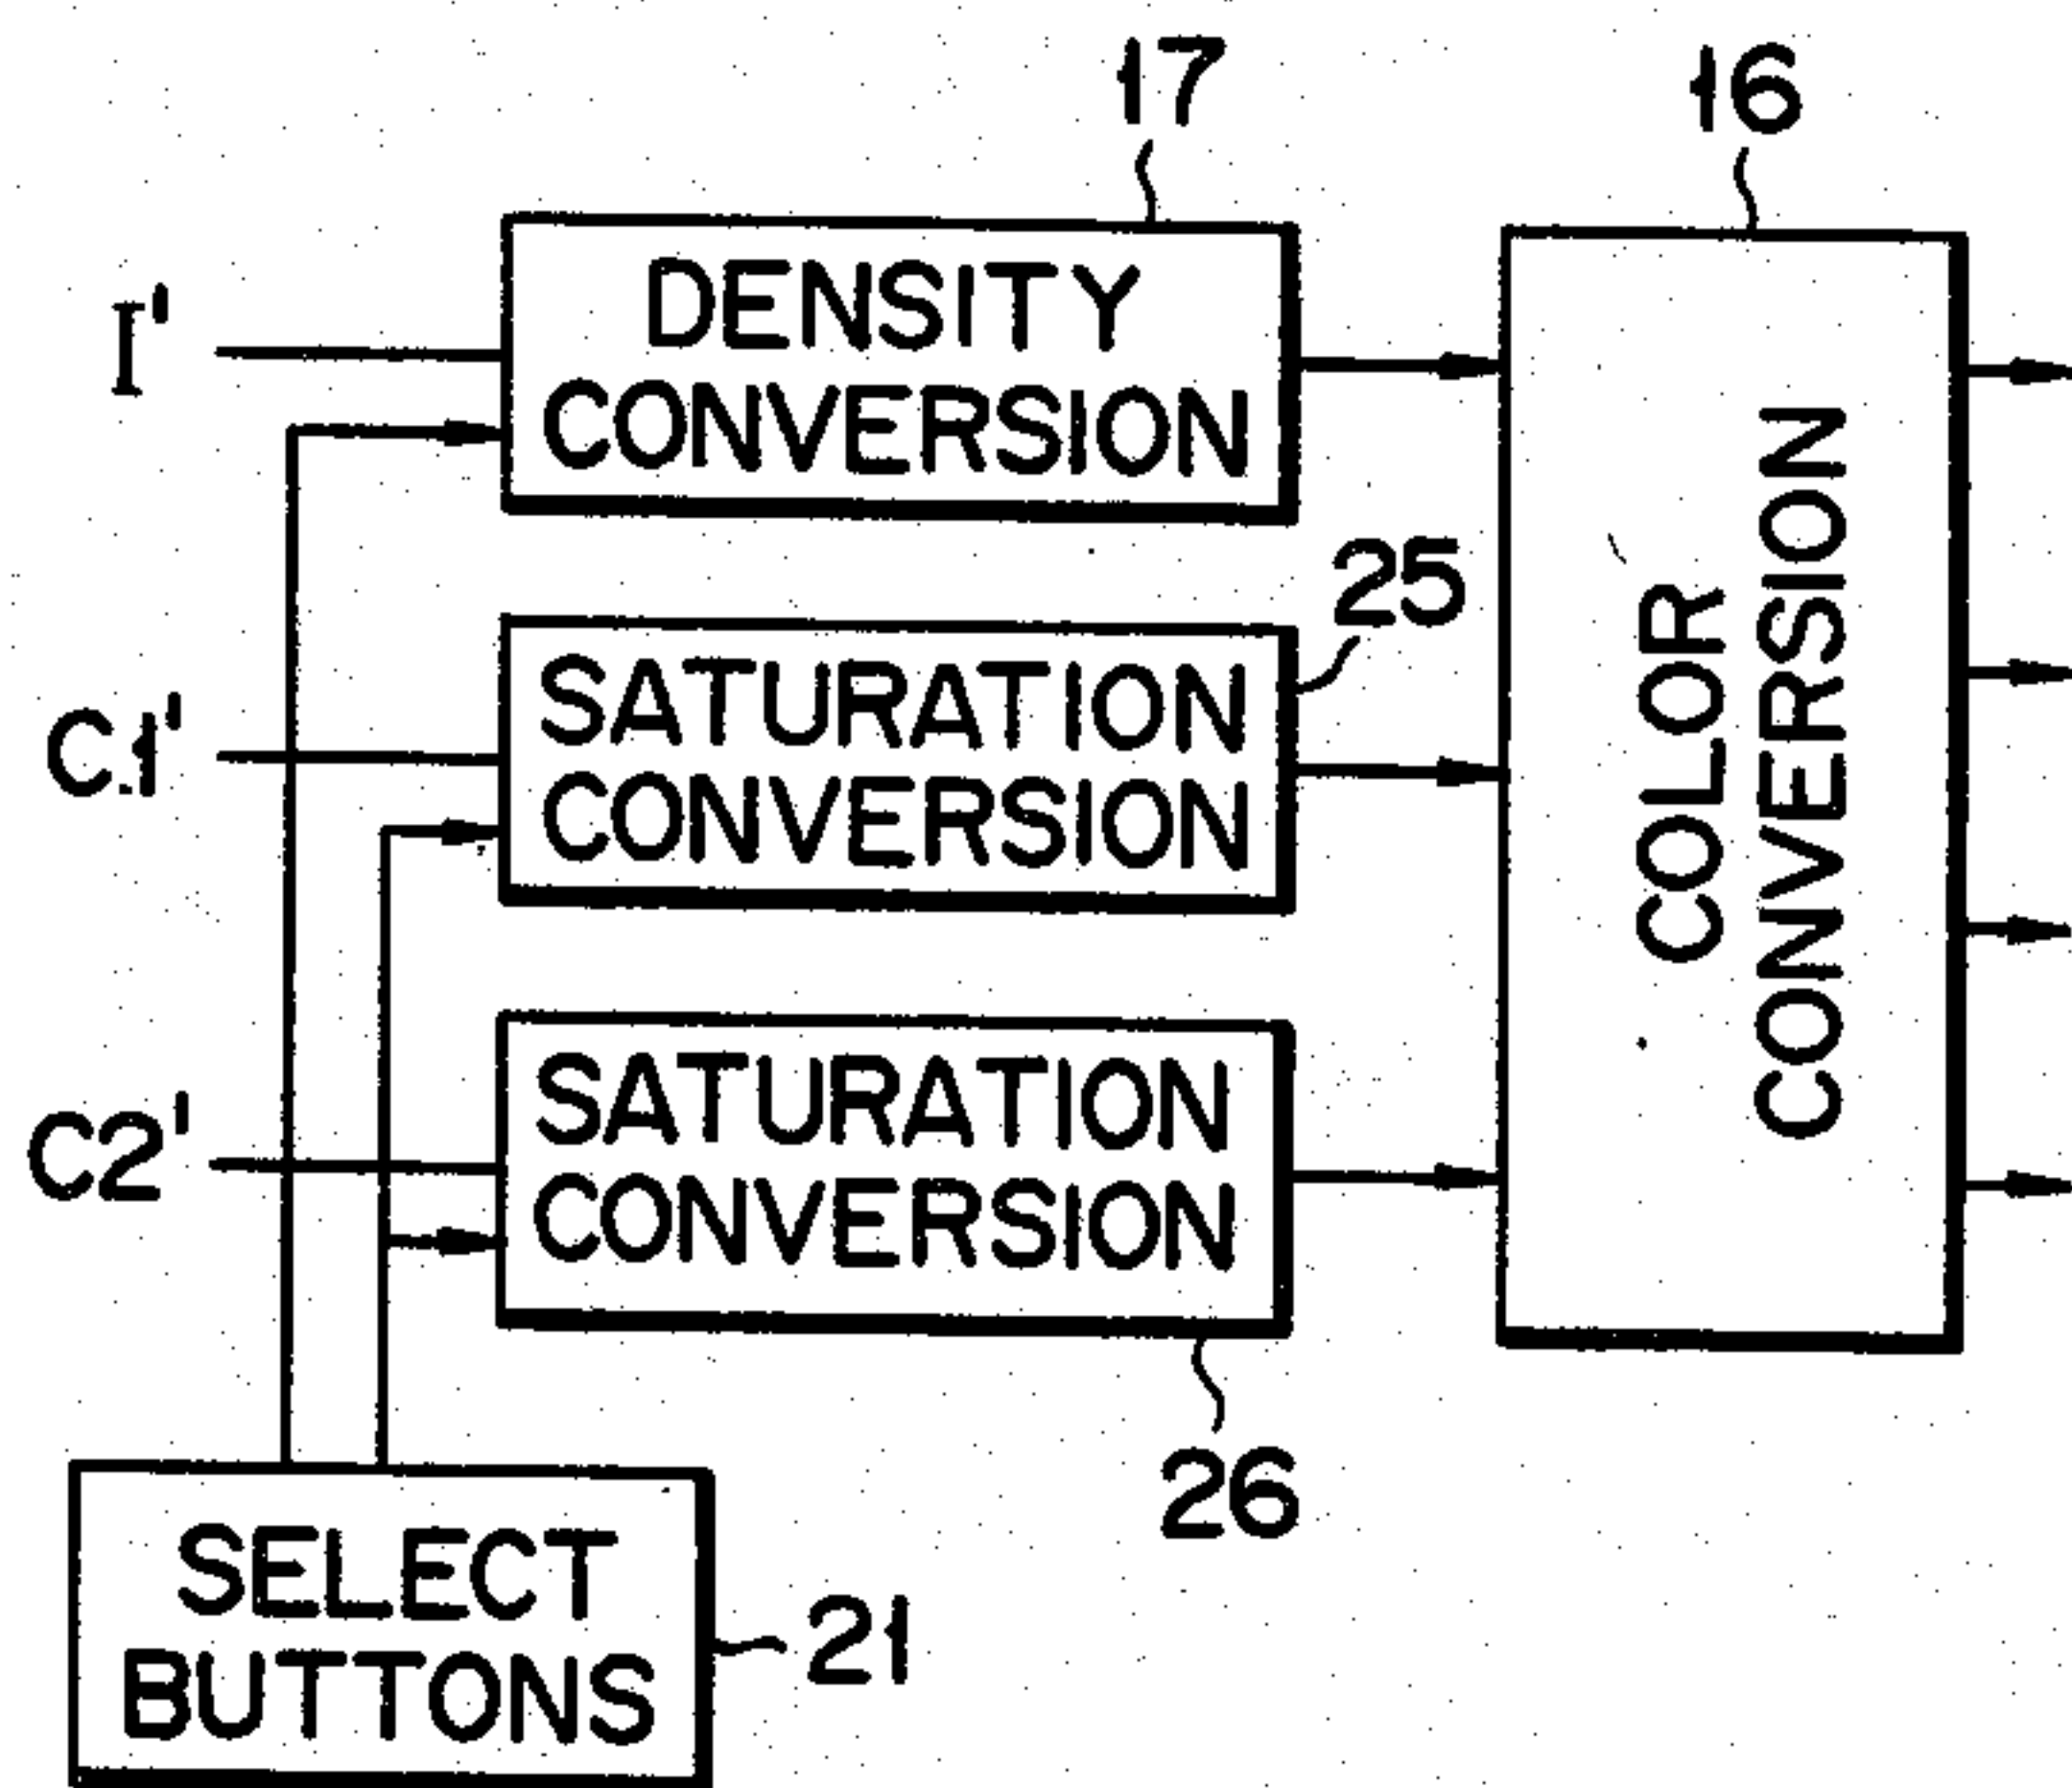 17
16
I'
DENSITY
CONVERSION
25
C1'
SATURATION
CONVERSION
COLOR
CONVERSION
C2'
SATURATION
CONVERSION
26
SELECT
BUTTONS
21